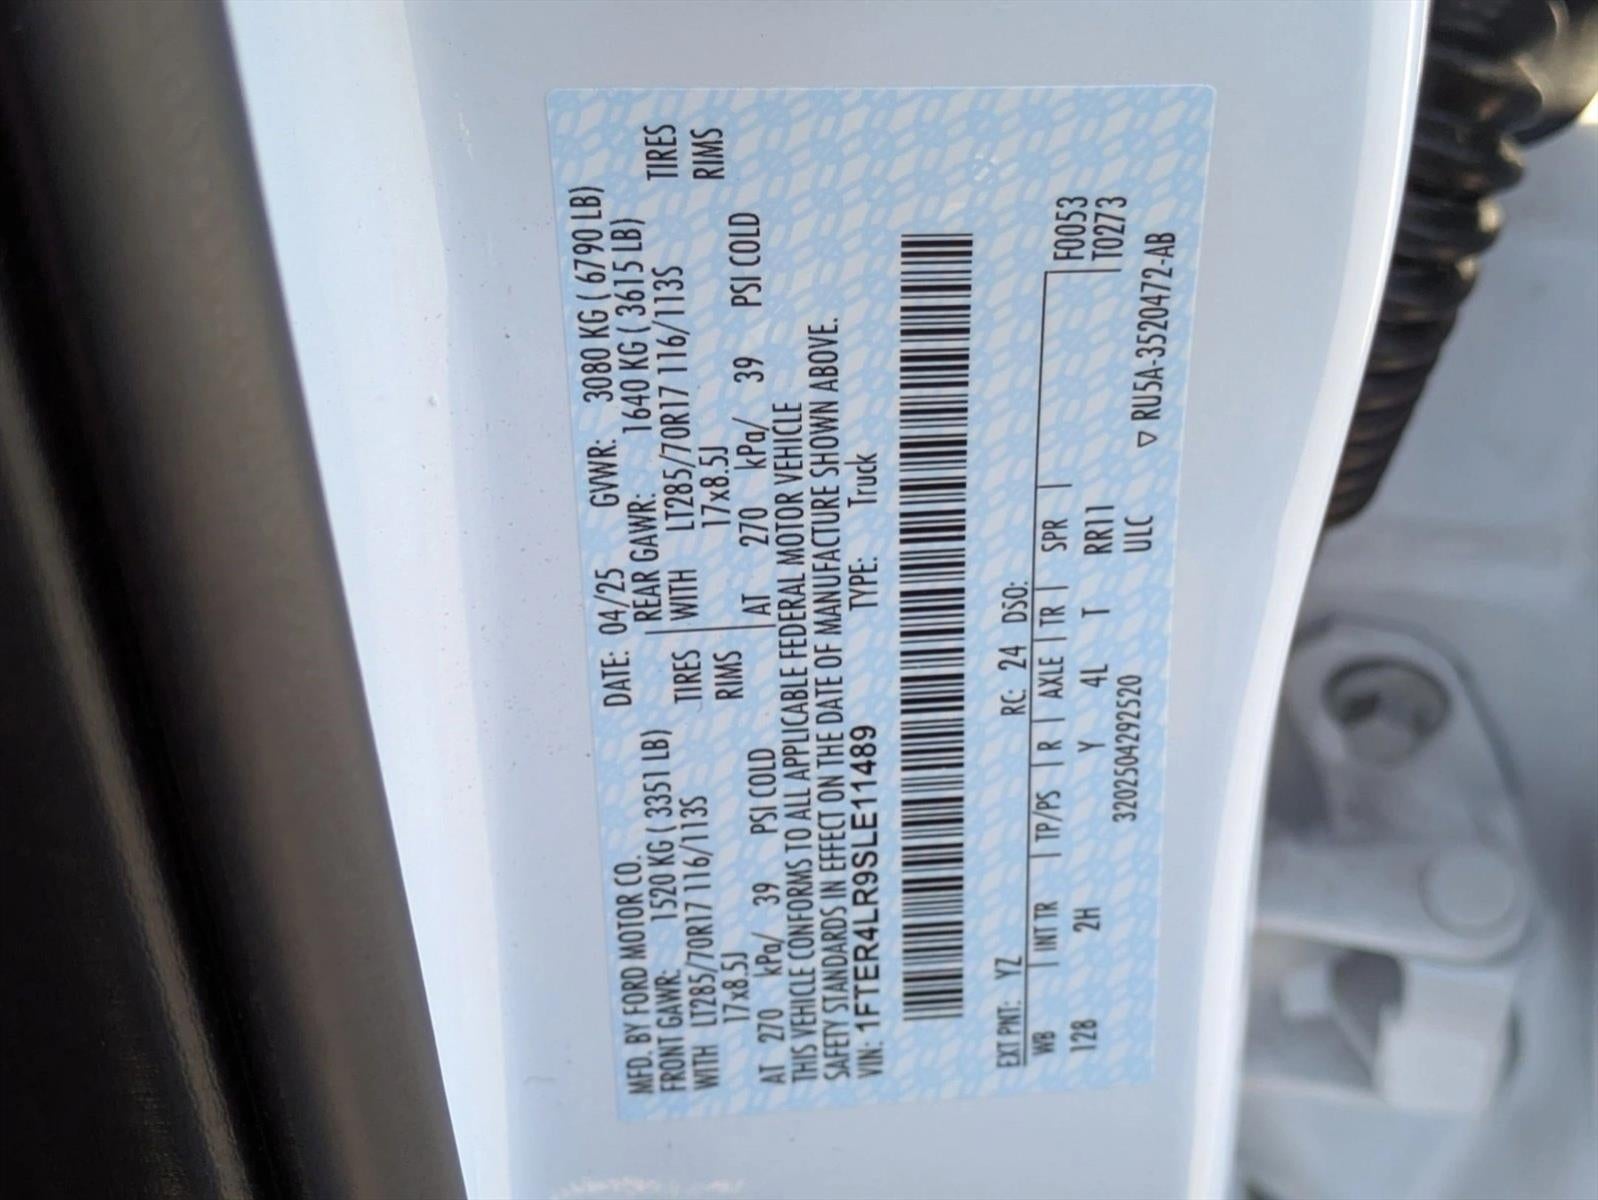 MFD. BY FORD MOTOR CO. DATE: 04/25 GVWR: 3080 KG ( 6790 LB)
FRONT GAWR: 1520 KG ( 3351 LB) REAR GAWR: 1640 KG ( 3615 LB)
WITH LT285/70R17 116/113S TIRES WITH LT285/70R17 116/113S TIRES
17x8.5J RIMS 17x8.5J RIMS
AT 270 kPa/ 39 PSI COLD AT 270 kPa/ 39 PSI COLD
THIS VEHICLE CONFORMS TO ALL APPLICABLE FEDERAL MOTOR VEHICLE
SAFETY STANDARDS IN EFFECT ON THE DATE OF MANUFACTURE SHOWN ABOVE.
VIN: 1FTER4LR9SLE11489 TYPE: Truck
EXT PNT: YZ RC: 24 DSO:
WB INT TR TP/PS R AXLE TR SPR F0053
128 2H Y 4L T RR11 T0273
3202504292520 ULC ▽ RU5A-3520472-AB